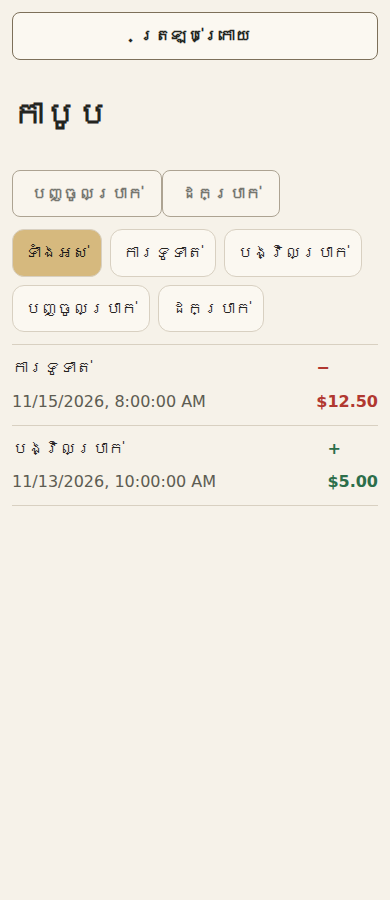 ត្រឡប់ក្រោយ
កាបូប
បញ្ចូលប្រាក់ ដកប្រាក់
ទាំងអស់ ការទូទាត់ បង្វិលប្រាក់
បញ្ចូលប្រាក់ ដកប្រាក់
ការទូទាត់ −
11/15/2026, 8:00:00 AM $12.50
បង្វិលប្រាក់ +
11/13/2026, 10:00:00 AM $5.00